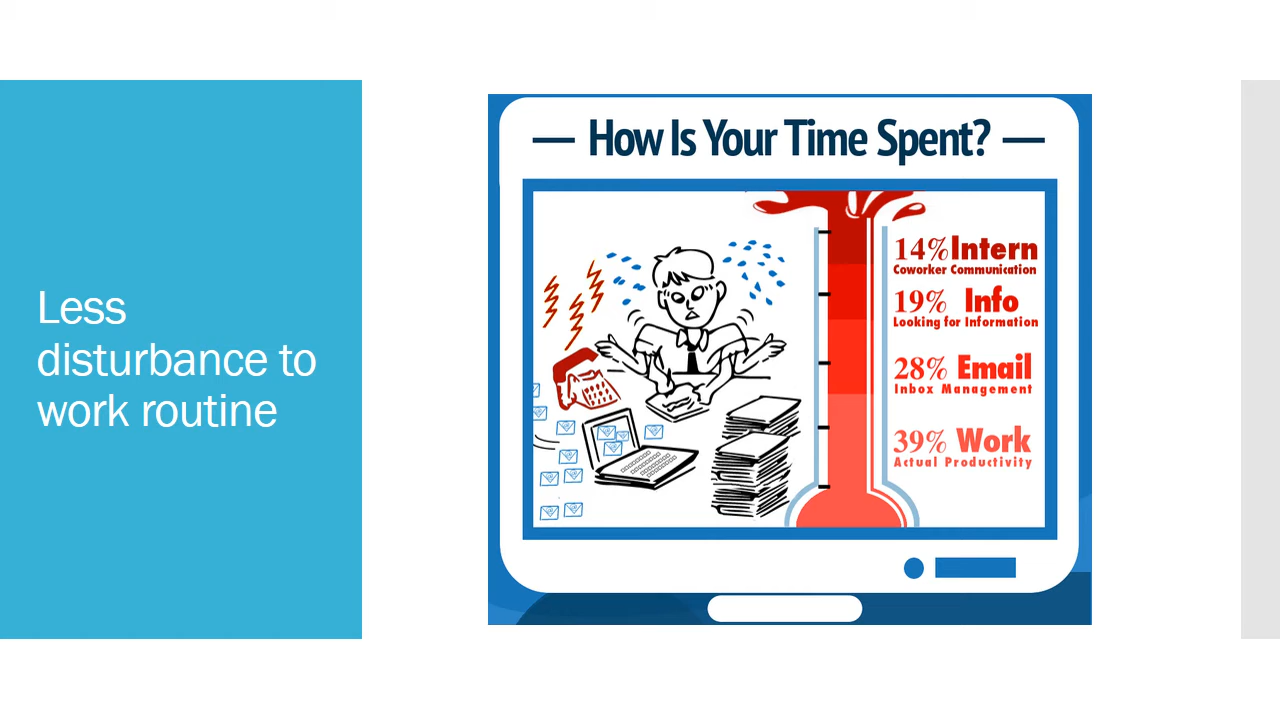 Less
disturbance to
work routine
How Is Your Time Spent?
14% Intern
Coworker Communication
19% Info
Looking for Information
28% Email
Inbox Management
39% Work
Actual Productivity